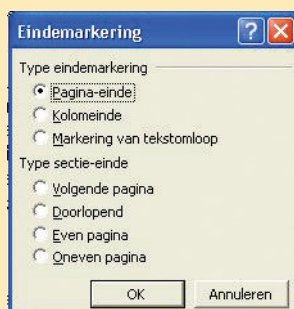 Eindemarkering
Type eindemarkering
Pagina-einde
Kolomeinde
Markering van tekstomloop
Type sectie-einde
Volgende pagina
Doorlopend
Even pagina
Oneven pagina
OK Annuleren